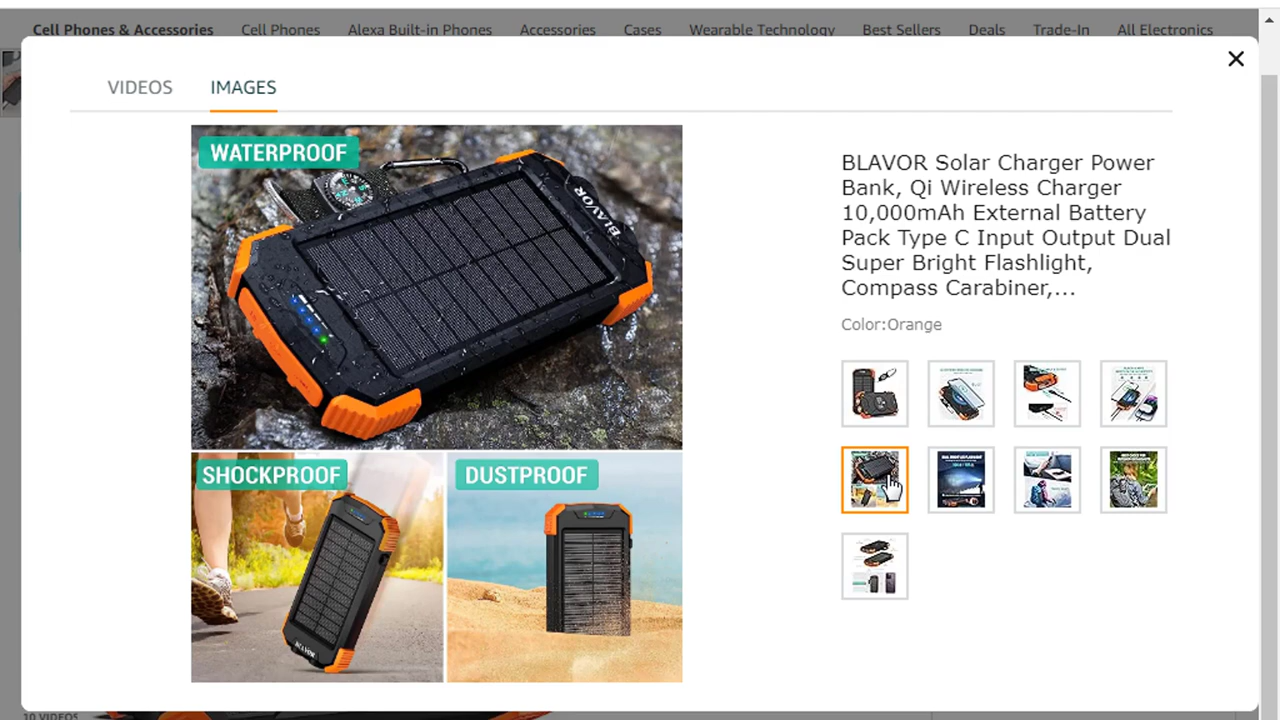 Cell Phones & Accessories Cell Phones Alexa Built-in Phones Accessories Cases Wearable Technology Best Sellers Deals Trade-In All Electronics
VIDEOS IMAGES
WATERPROOF
BLAVOR
SHOCKPROOF
BLAVOR
DUSTPROOF
BLAVOR Solar Charger Power
Bank, Qi Wireless Charger
10,000mAh External Battery
Pack Type C Input Output Dual
Super Bright Flashlight,
Compass Carabiner,...
Color:Orange
10 VIDEOS